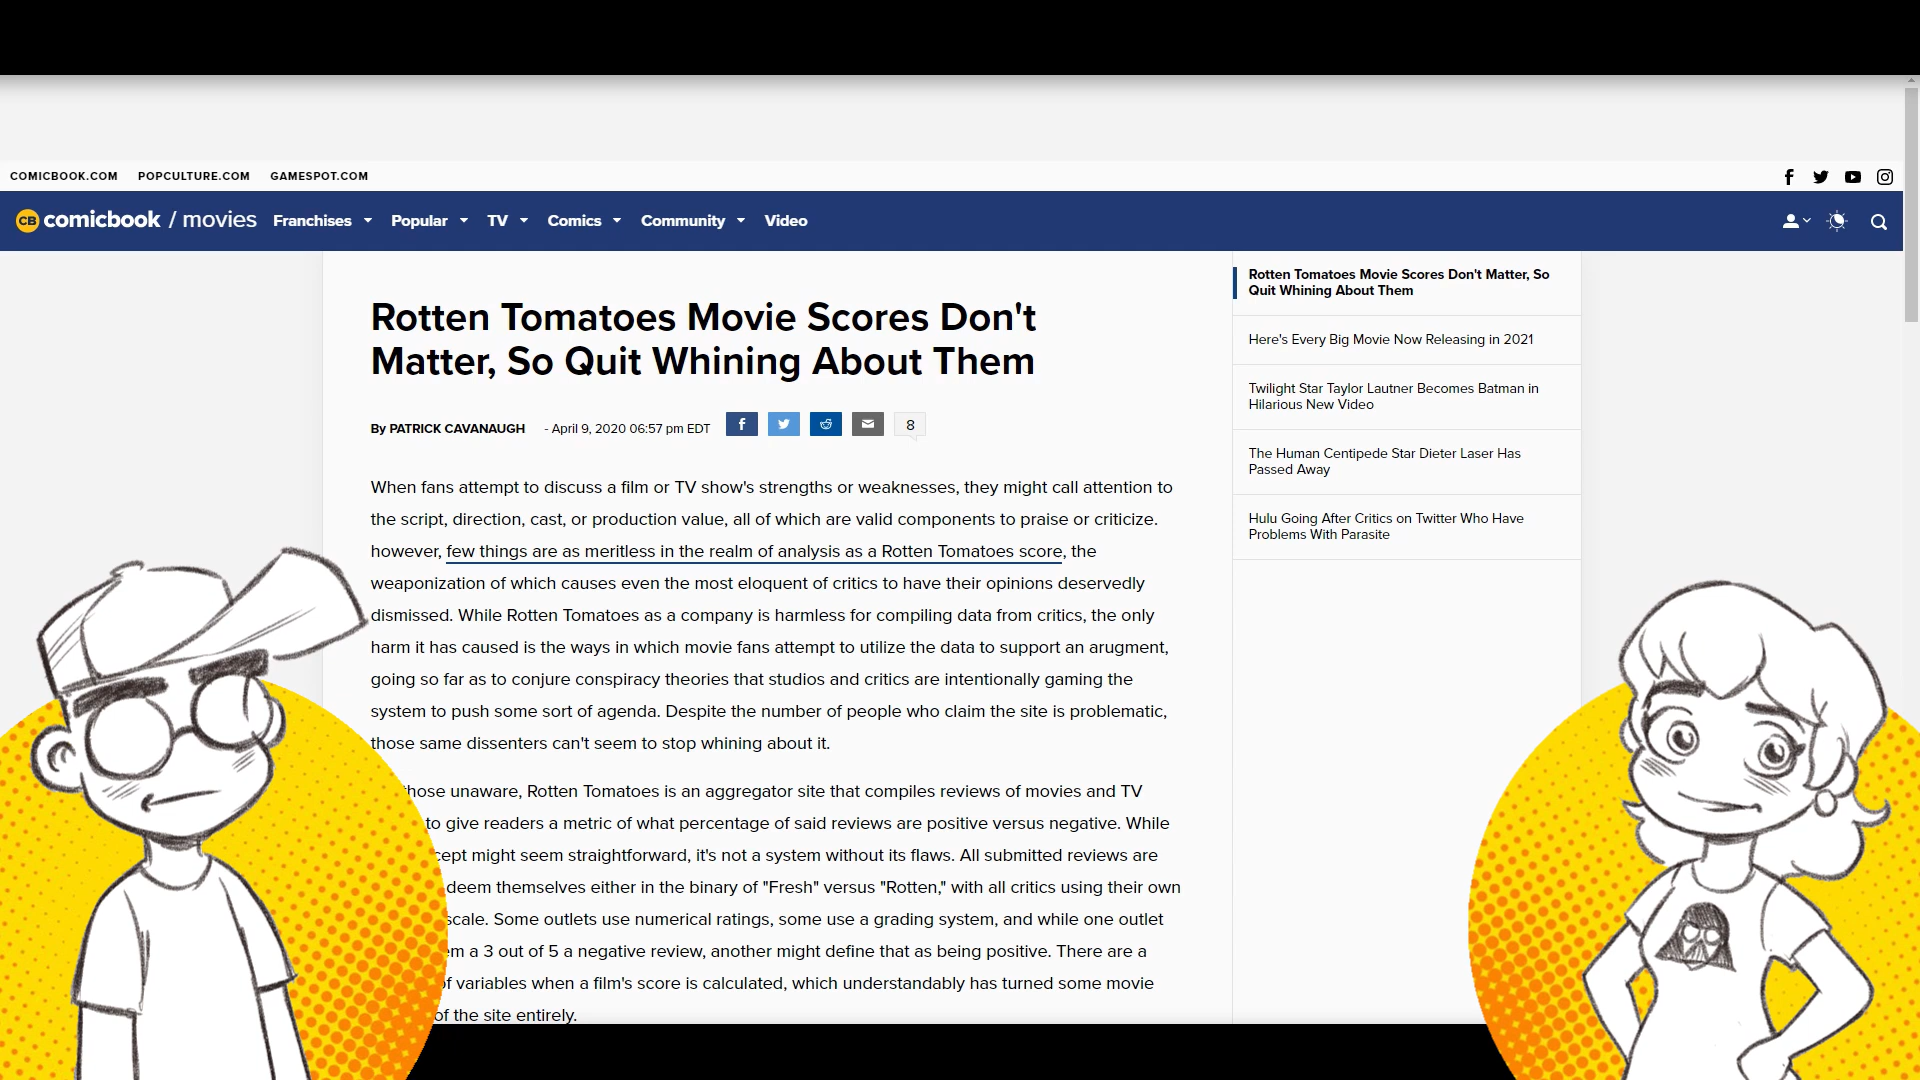 COMICBOOK.COM POPCULTURE.COM GAMESPOT.COM
CB comicbook / movies Franchises Popular TV Comics Community Video
Rotten Tomatoes Movie Scores Don't
Matter, So Quit Whining About Them
By PATRICK CAVANAUGH - April 9, 2020 06:57 pm EDT 8
When fans attempt to discuss a film or TV show's strengths or weaknesses, they might call attention to
the script, direction, cast, or production value, all of which are valid components to praise or criticize.
however, few things are as meritless in the realm of analysis as a Rotten Tomatoes score, the
weaponization of which causes even the most eloquent of critics to have their opinions deservedly
dismissed. While Rotten Tomatoes as a company is harmless for compiling data from critics, the only
harm it has caused is the ways in which movie fans attempt to utilize the data to support an arugment,
going so far as to conjure conspiracy theories that studios and critics are intentionally gaming the
system to push some sort of agenda. Despite the number of people who claim the site is problematic,
those same dissenters can't seem to stop whining about it.
hose unaware, Rotten Tomatoes is an aggregator site that compiles reviews of movies and TV
to give readers a metric of what percentage of said reviews are positive versus negative. While
cept might seem straightforward, it's not a system without its flaws. All submitted reviews are
deem themselves either in the binary of "Fresh" versus "Rotten," with all critics using their own
scale. Some outlets use numerical ratings, some use a grading system, and while one outlet
em a 3 out of 5 a negative review, another might define that as being positive. There are a
of variables when a film's score is calculated, which understandably has turned some movie
of the site entirely.
Rotten Tomatoes Movie Scores Don't Matter, So
Quit Whining About Them
Here's Every Big Movie Now Releasing in 2021
Twilight Star Taylor Lautner Becomes Batman in
Hilarious New Video
The Human Centipede Star Dieter Laser Has
Passed Away
Hulu Going After Critics on Twitter Who Have
Problems With Parasite